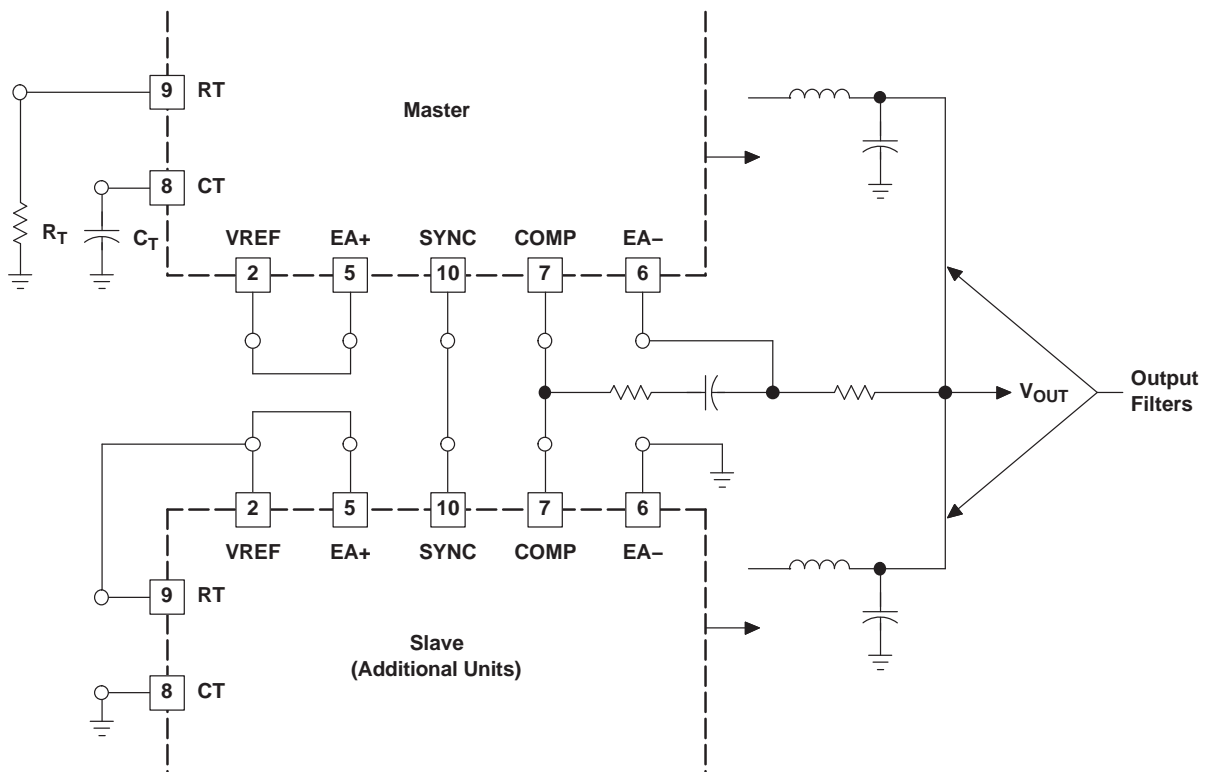 9 RT
Master
8 CT
RT CT
VREF EA+ SYNC COMP EA–
2 5 10 7 6
VOUT
Output
Filters
2 5 10 7 6
VREF EA+ SYNC COMP EA–
9 RT
Slave
(Additional Units)
8 CT